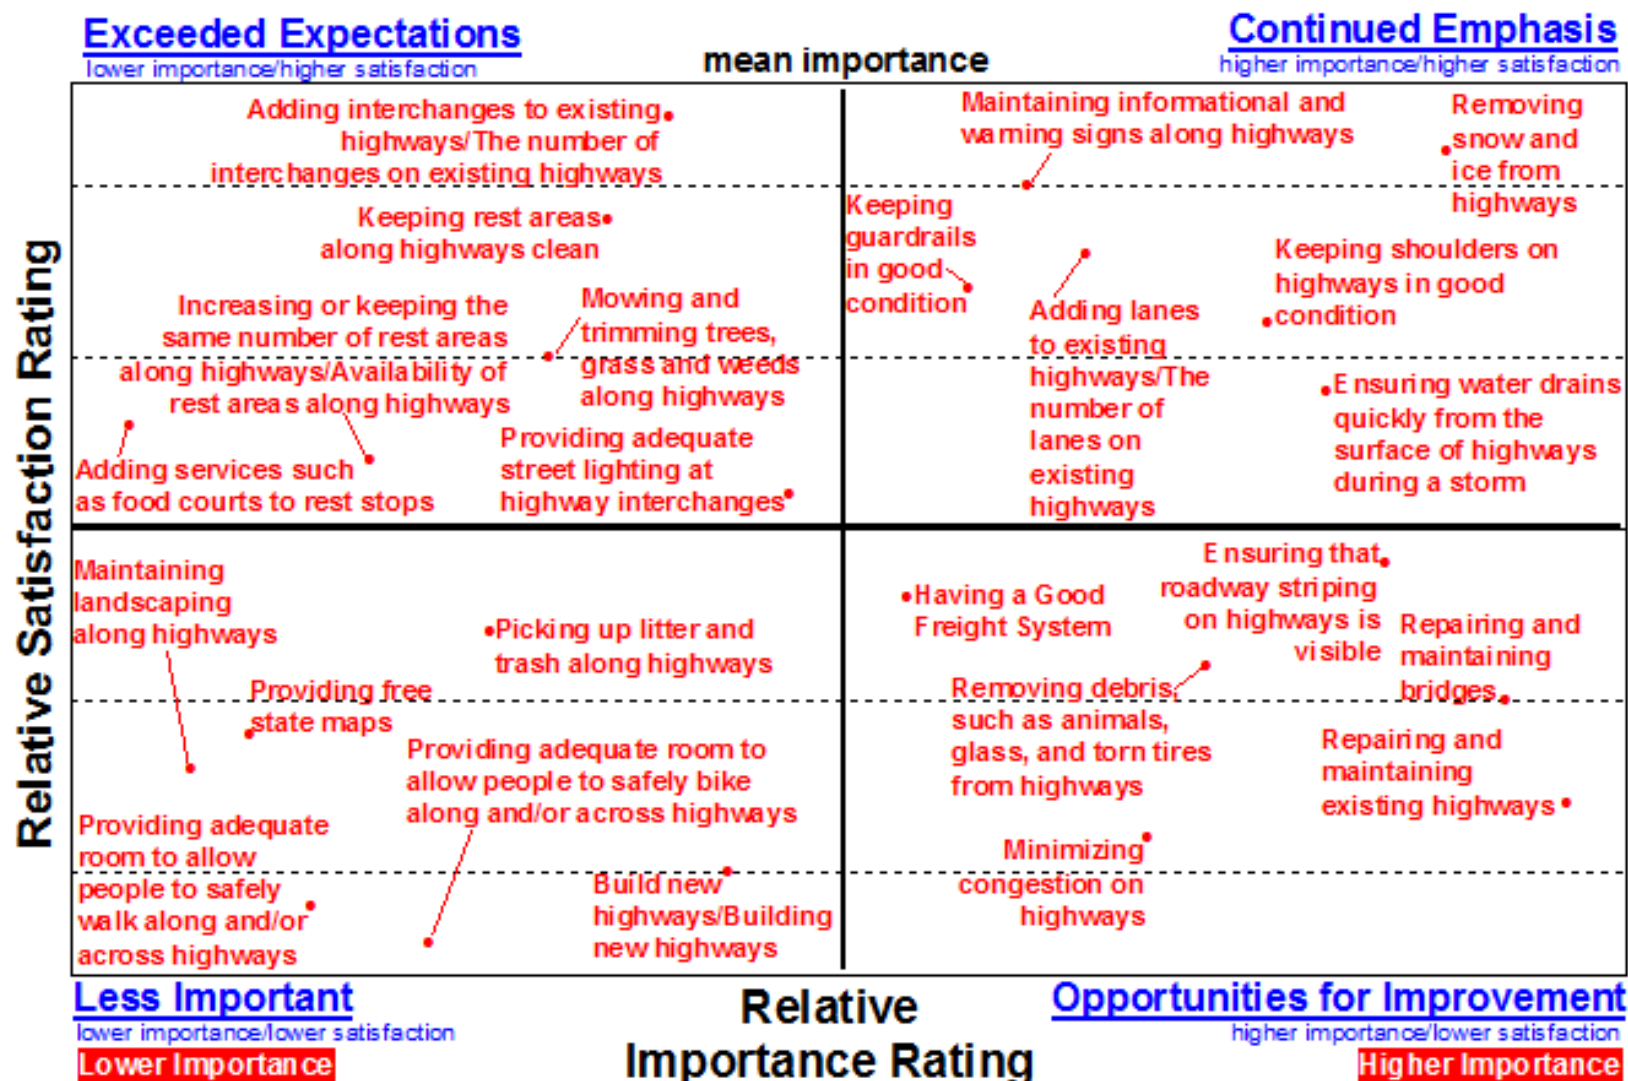 Exceeded Expectations
lower importance/higher satisfaction
mean importance
Continued Emphasis
higher importance/higher satisfaction
Adding interchanges to existing
highways/The number of
interchanges on existing highways
Keeping rest areas
along highways clean
Increasing or keeping the
same number of rest areas
along highways/Availability of
rest areas along highways
Mowing and
trimming trees,
grass and weeds
along highways
Adding services such
as food courts to rest stops
Providing adequate
street lighting at
highway interchanges
Maintaining informational and
warning signs along highways
Removing
snow and
ice from
highways
Keeping
guardrails
in good
condition
Adding lanes
to existing
highways/The
number of
lanes on
existing
highways
Keeping shoulders on
highways in good
condition
Ensuring water drains
quickly from the
surface of highways
during a storm
Relative Satisfaction Rating
Maintaining
landscaping
along highways
Picking up litter and
trash along highways
Providing free
state maps
Providing adequate room to
allow people to safely bike
along and/or across highways
Providing adequate
room to allow
people to safely
walk along and/or
across highways
Build new
highways/Building
new highways
Having a Good
Freight System
Ensuring that
roadway striping
on highways is
visible
Repairing and
maintaining
bridges
Removing debris,
such as animals,
glass, and torn tires
from highways
Repairing and
maintaining
existing highways
Minimizing
congestion on
highways
Less Important
lower importance/lower satisfaction
Lower Importance
Relative
Importance Rating
Opportunities for Improvement
higher importance/lower satisfaction
Higher Importance